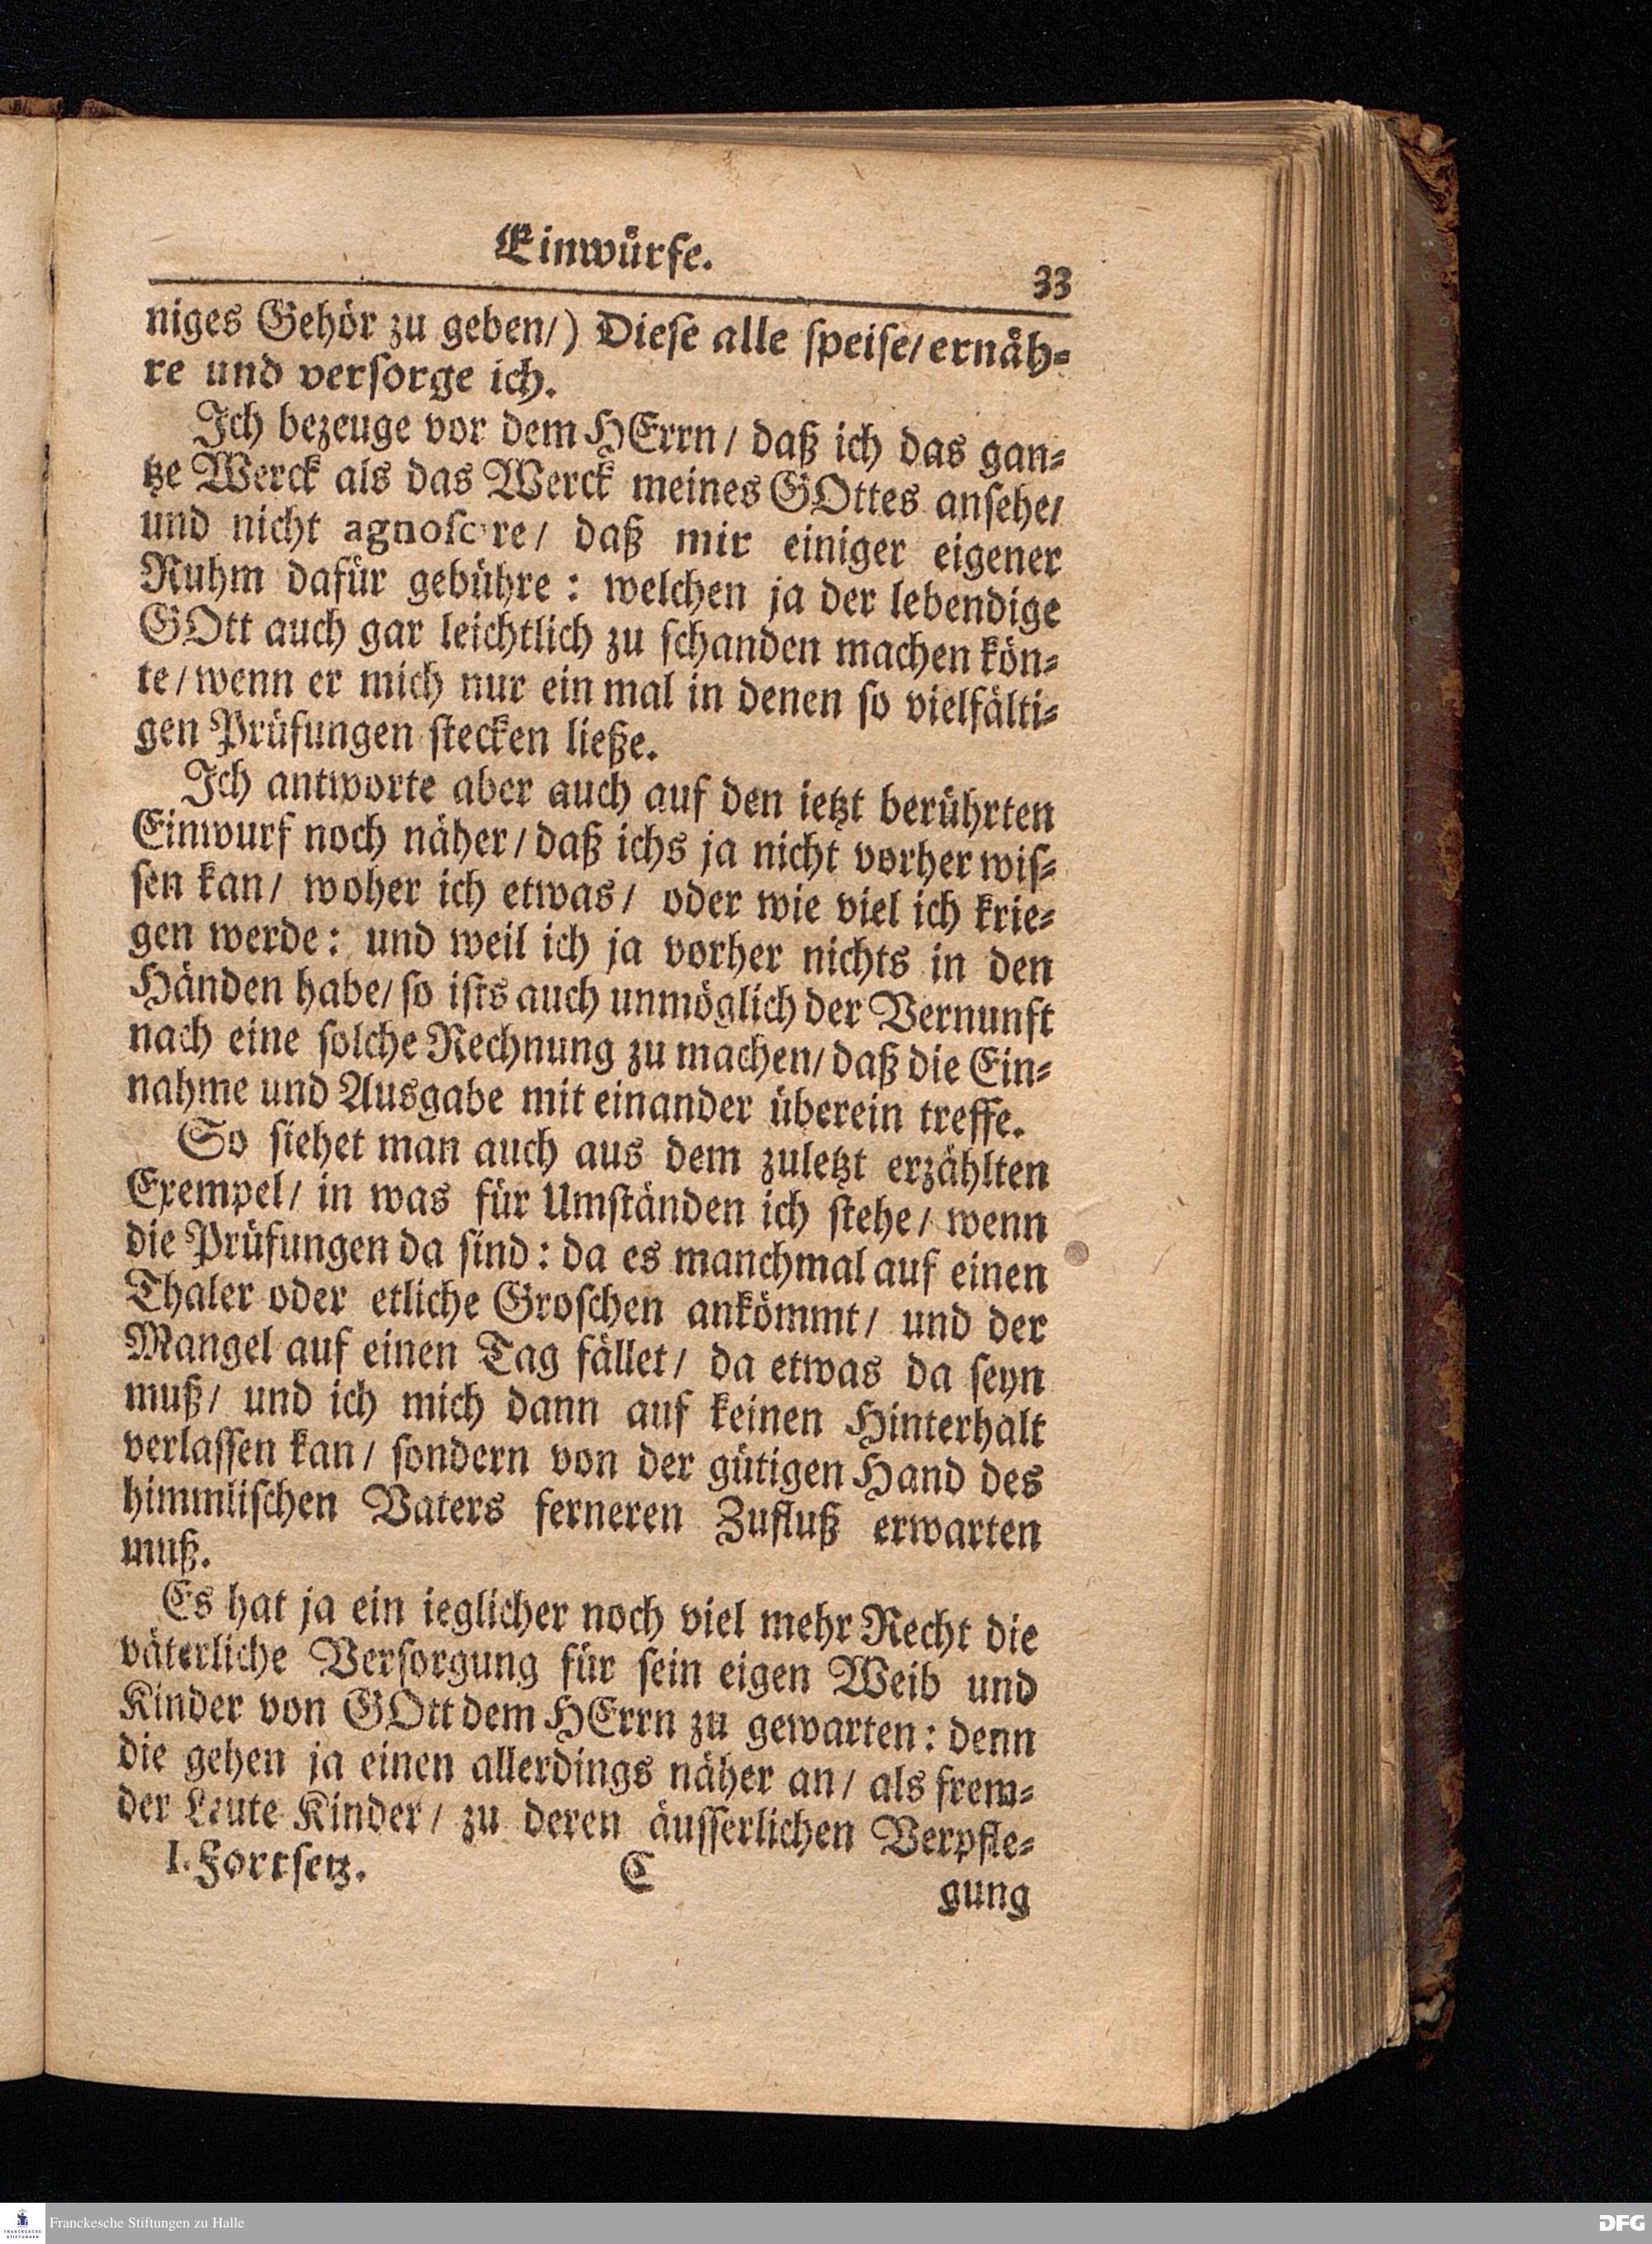 Einwürfe.
33
niges Gehör zu geben/) Diese alle speise/ ernäh-
re und versorge ich.
Ich bezeuge vor dem HErrn/ daß ich das gan-
tze Werck als das Werck meines GOttes ansehe/
und nicht agnoscire/ daß mir einiger eigener
Ruhm dafür gebühre: welchen ja der lebendige
GOtt auch gar leichtlich zu schanden machen kön-
te/ wenn er mich nur ein mal in denen so vielfälti-
gen Prüfungen stecken ließe.
Ich antworte aber auch auf den ietzt berührten
Einwurf noch näher/ daß ichs ja nicht vorher wis-
sen kan/ woher ich etwas/ oder wie viel ich krie-
gen werde: und weil ich ja vorher nichts in den
Händen habe/ so ists auch unmöglich der Vernunft
nach eine solche Rechnung zu machen/ daß die Ein-
nahme und Ausgabe mit einander überein treffe.
So siehet man auch aus dem zuletzt erzählten
Exempel/ in was für Umständen ich stehe/ wenn
die Prüfungen da sind: da es manchmal auf einen
Thaler oder etliche Groschen ankömmt/ und der
Mangel auf einen Tag fället/ da etwas da seyn
muß/ und ich mich dann auf keinen Hinterhalt
verlassen kan/ sondern von der gütigen Hand des
himmlischen Vaters ferneren Zufluß erwarten
muß.
Es hat ja ein ieglicher noch viel mehr Recht die
väterliche Versorgung für sein eigen Weib und
Kinder von GOtt dem HErrn zu gewarten: denn
die gehen ja einen allerdings näher an/ als frem-
der Leute Kinder/ zu deren äusserlichen Verpfle-
I. Fortsetz.
C
gung
FRANCKESCHE
STIFTUNGEN
Franckesche Stiftungen zu Halle
DFG